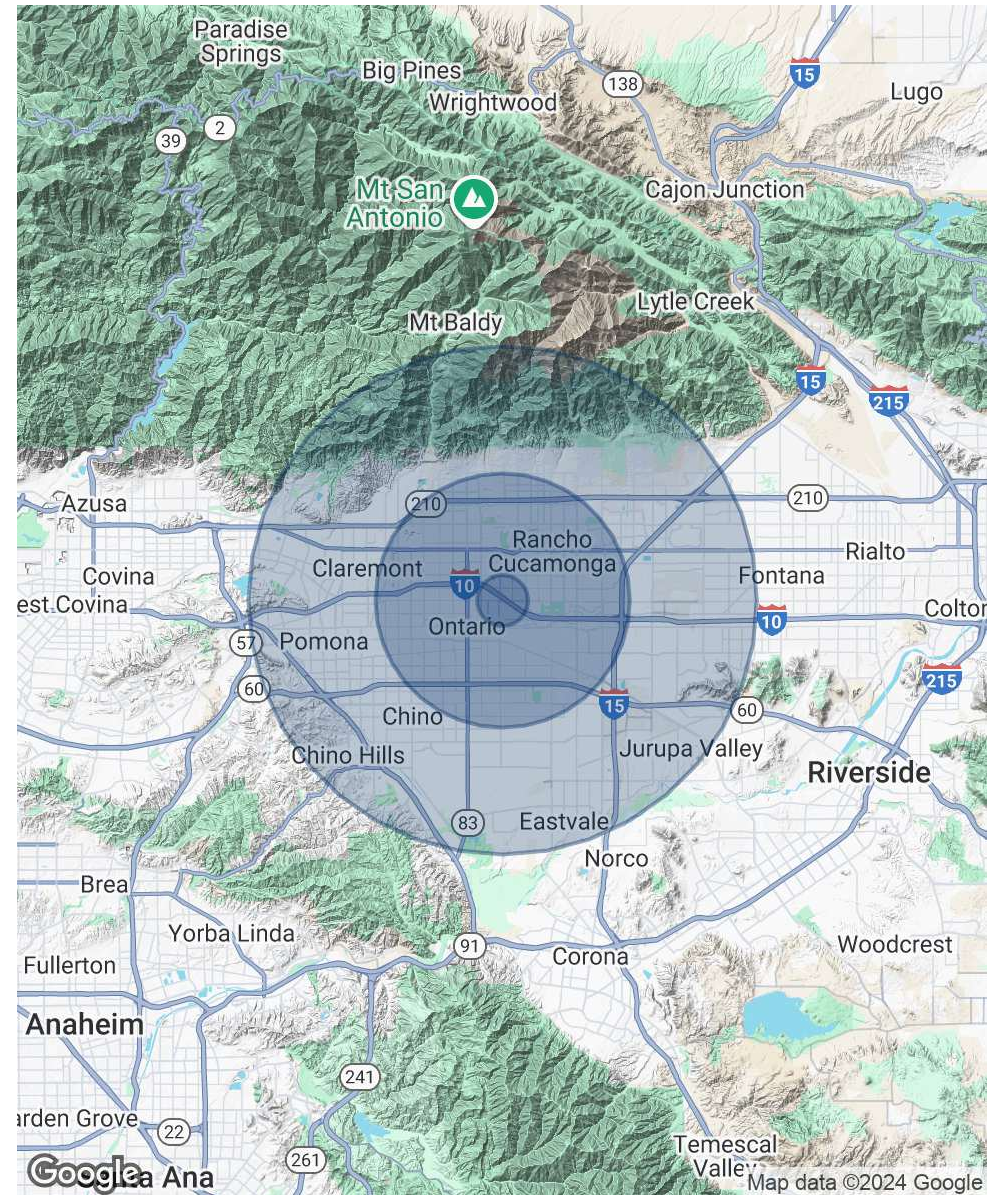 Paradise
Springs
Big Pines
15
138
Lugo
Wrightwood
2
39
Mt San
Antonio
Cajon Junction
Lytle Creek
Mt Baldy
15
215
Azusa
210
210
Rancho
Cucamonga
Rialto
Claremont
Covina
10
Fontana
est Covina
Colton
10
Ontario
57
Pomona
60
215
15
60
Chino
Chino Hills
Jurupa Valley
Riverside
83
Eastvale
Norco
Brea
Yorba Linda
91
Woodcrest
Corona
Fullerton
Anaheim
241
arden Grove
22
261
Temescal
Valley
Google
Ana
Map data ©2024 Google